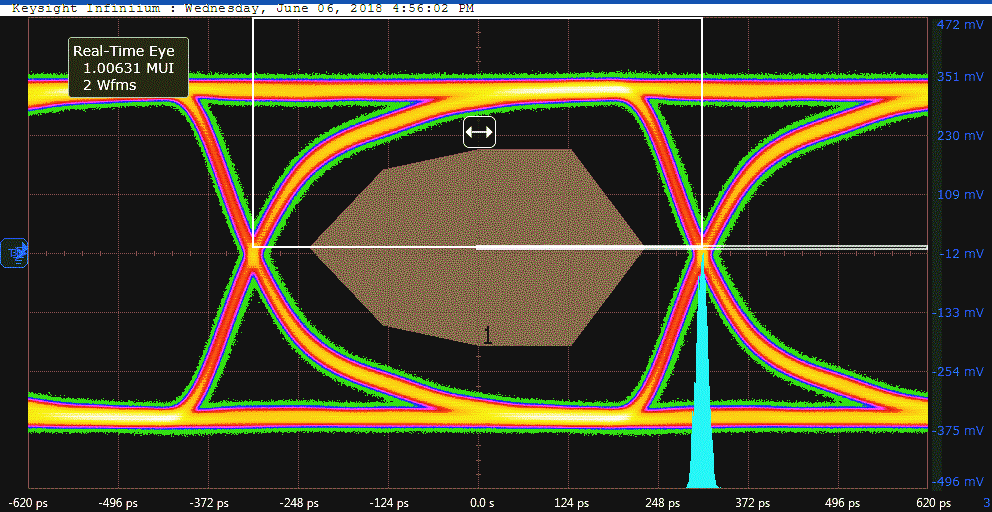 Keysight Infiniium : Wednesday, June 06, 2018 4:56:02 PM
472 mV
Real-Time Eye
1.00631 MUI
2 Wfms
351 mV
230 mV
109 mV
-12 mV
-133 mV
1
-254 mV
-375 mV
-496 mV
-620 ps -496 ps -372 ps -248 ps -124 ps 0.0 s 124 ps 248 ps 372 ps 496 ps 620 ps 3